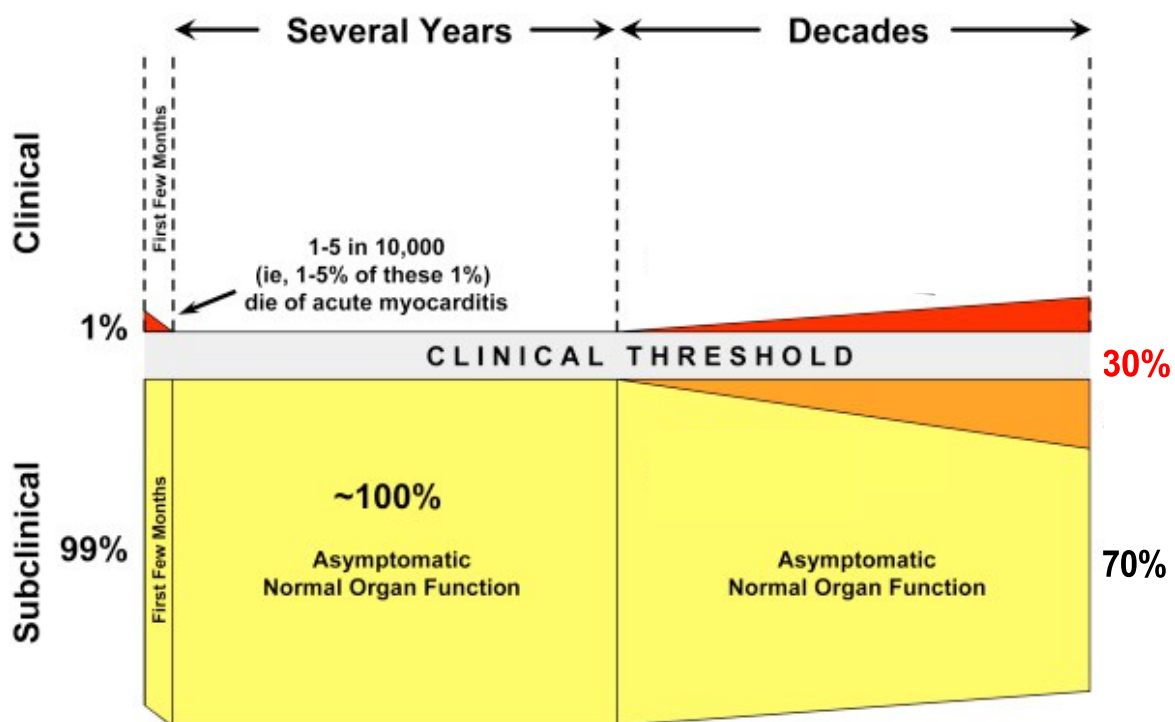 Several Years
Decades
Clinical
First Few Months
1-5 in 10,000
(ie, 1-5% of these 1%)
die of acute myocarditis
1%
CLINICAL THRESHOLD
30%
Subclinical
99%
First Few Months
~100%
Asymptomatic
Normal Organ Function
Asymptomatic
Normal Organ Function
70%